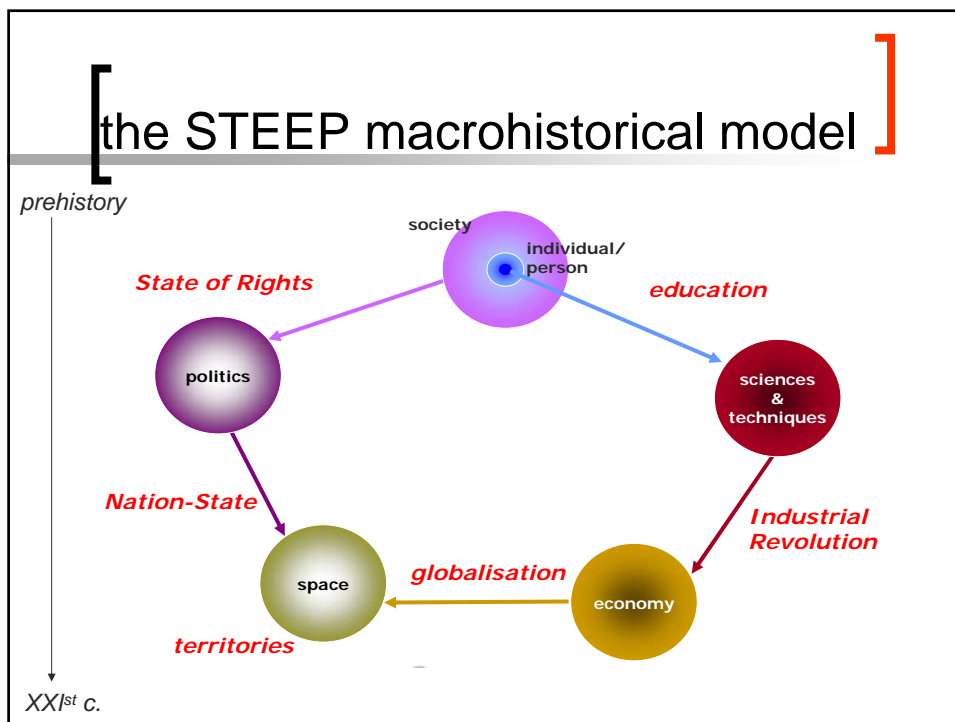 the STEEP macrohistorical model
prehistory
society
individual/
person
State of Rights
education
politics
sciences
&
techniques
Nation-State
Industrial
Revolution
space
globalisation
economy
territories
XXIst c.